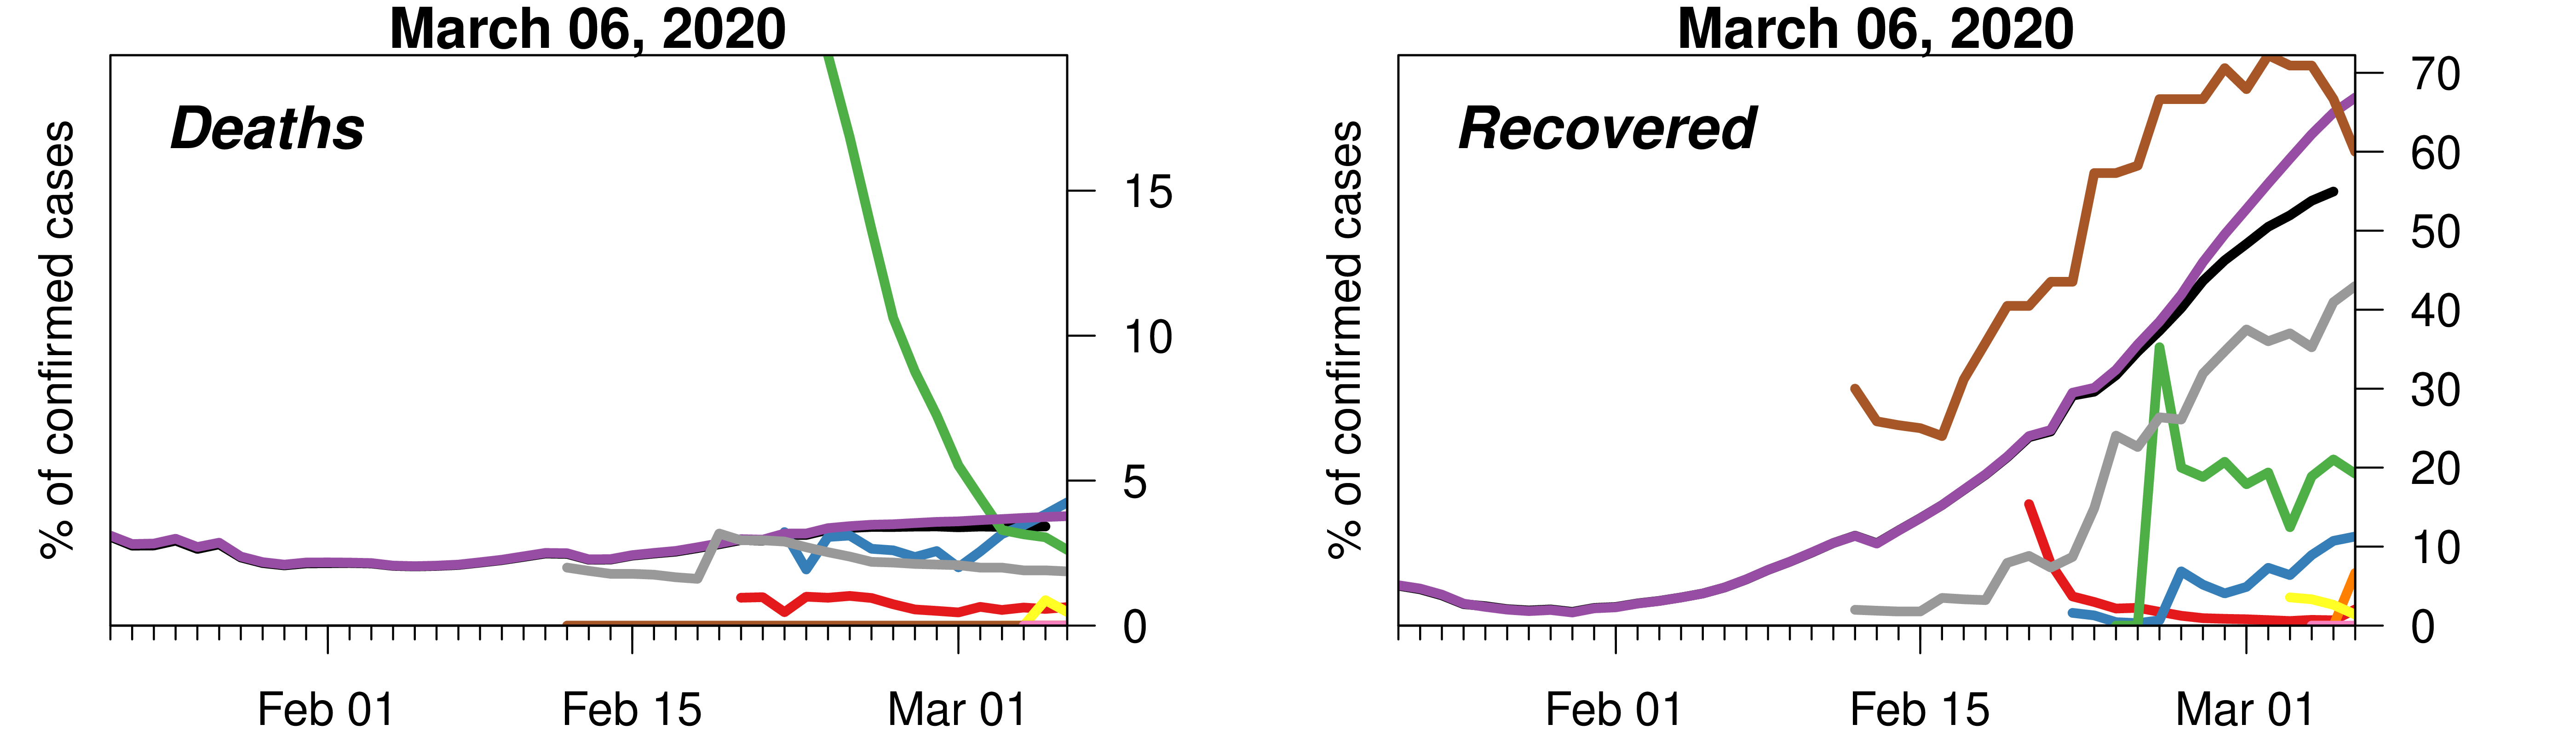 March 06, 2020
Deaths
% of confirmed cases
15
10
5
0
Feb 01
Feb 15
Mar 01
March 06, 2020
Recovered
% of confirmed cases
70
60
50
40
30
20
10
0
Feb 01
Feb 15
Mar 01